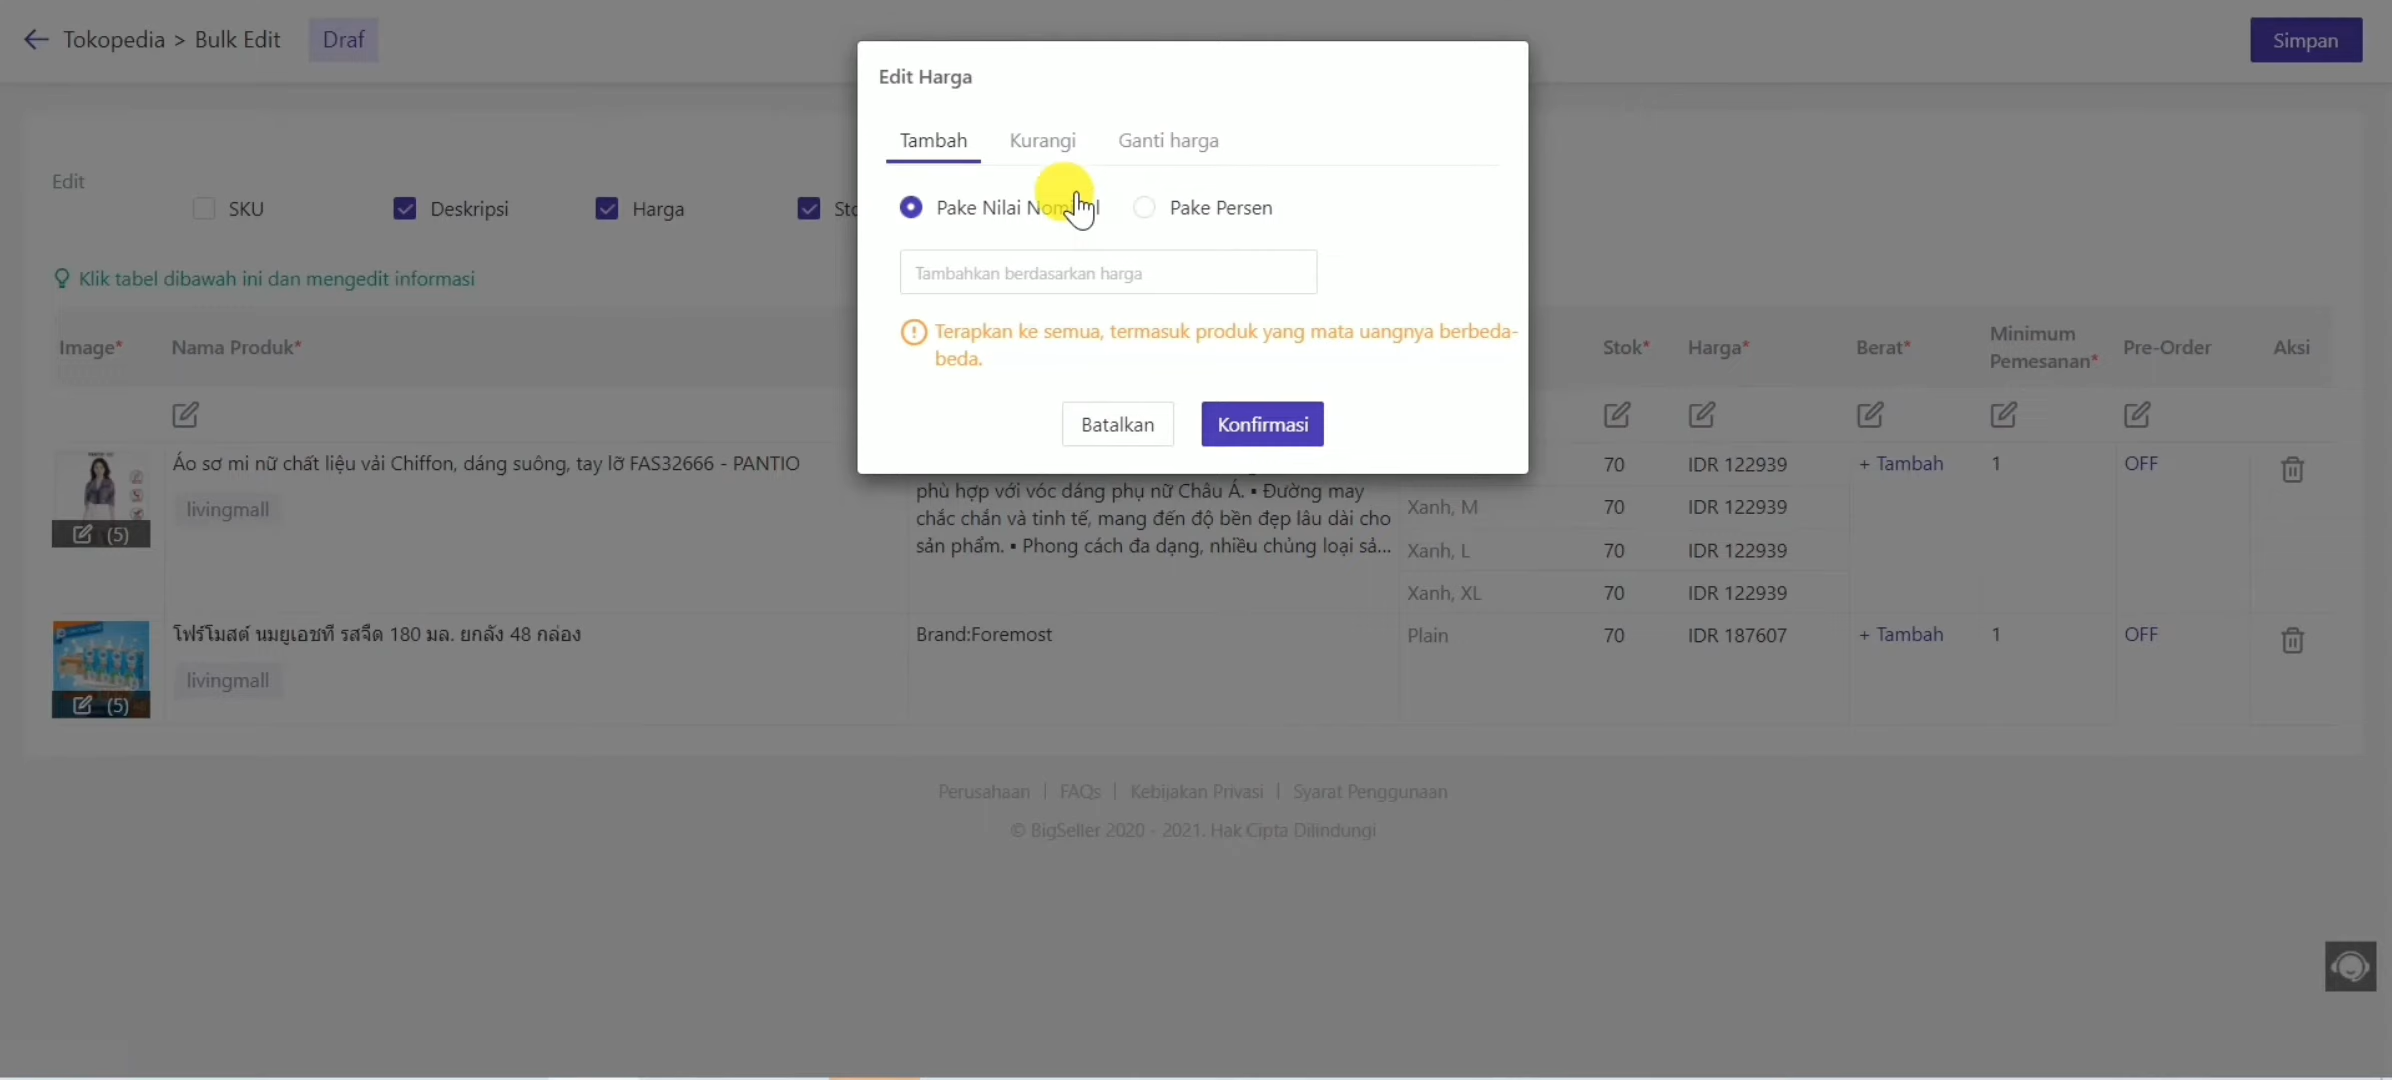 Tokopedia > Bulk Edit Draf
Simpan
Edit Harga
Tambah Kurangi Ganti harga
Pake Nilai Pake Persen
Tambahkan berdasarkan harga
Terapkan ke semua, termasuk produk yang mata uangnya berbeda-
beda.
Batalkan Konfirmasi
Edit
SKU Deskripsi Harga
Klik tabel dibawah ini dan mengedit informasi
Image* Nama Produk* Stok* Harga* Berat* Minimum Pemesanan* Pre-Order Aksi
Áo sơ mi nữ chất liệu vải Chiffon, dáng suông, tay lỡ FAS32666 - PANTIO
livingmall
(5)
phù hợp với vóc dáng phụ nữ Châu Á. ▪ Đường may
chắc chắn và tinh tế, mang đến độ bền đẹp lâu dài cho
sản phẩm. ▪ Phong cách đa dạng, nhiều chủng loại sả...
70 IDR 122939 + Tambah 1 OFF
Xanh, M 70 IDR 122939
Xanh, L 70 IDR 122939
Xanh, XL 70 IDR 122939
โฟร์โมสต์ นมยูเอชที รสจืด 180 มล. ยกลัง 48 กล่อง
livingmall
(5)
Brand:Foremost
Plain 70 IDR 187607 + Tambah 1 OFF
Perusahaan | FAQs | Kebijakan Privasi | Syarat Penggunaan
© BigSeller 2020 - 2021. Hak Cipta Dilindungi